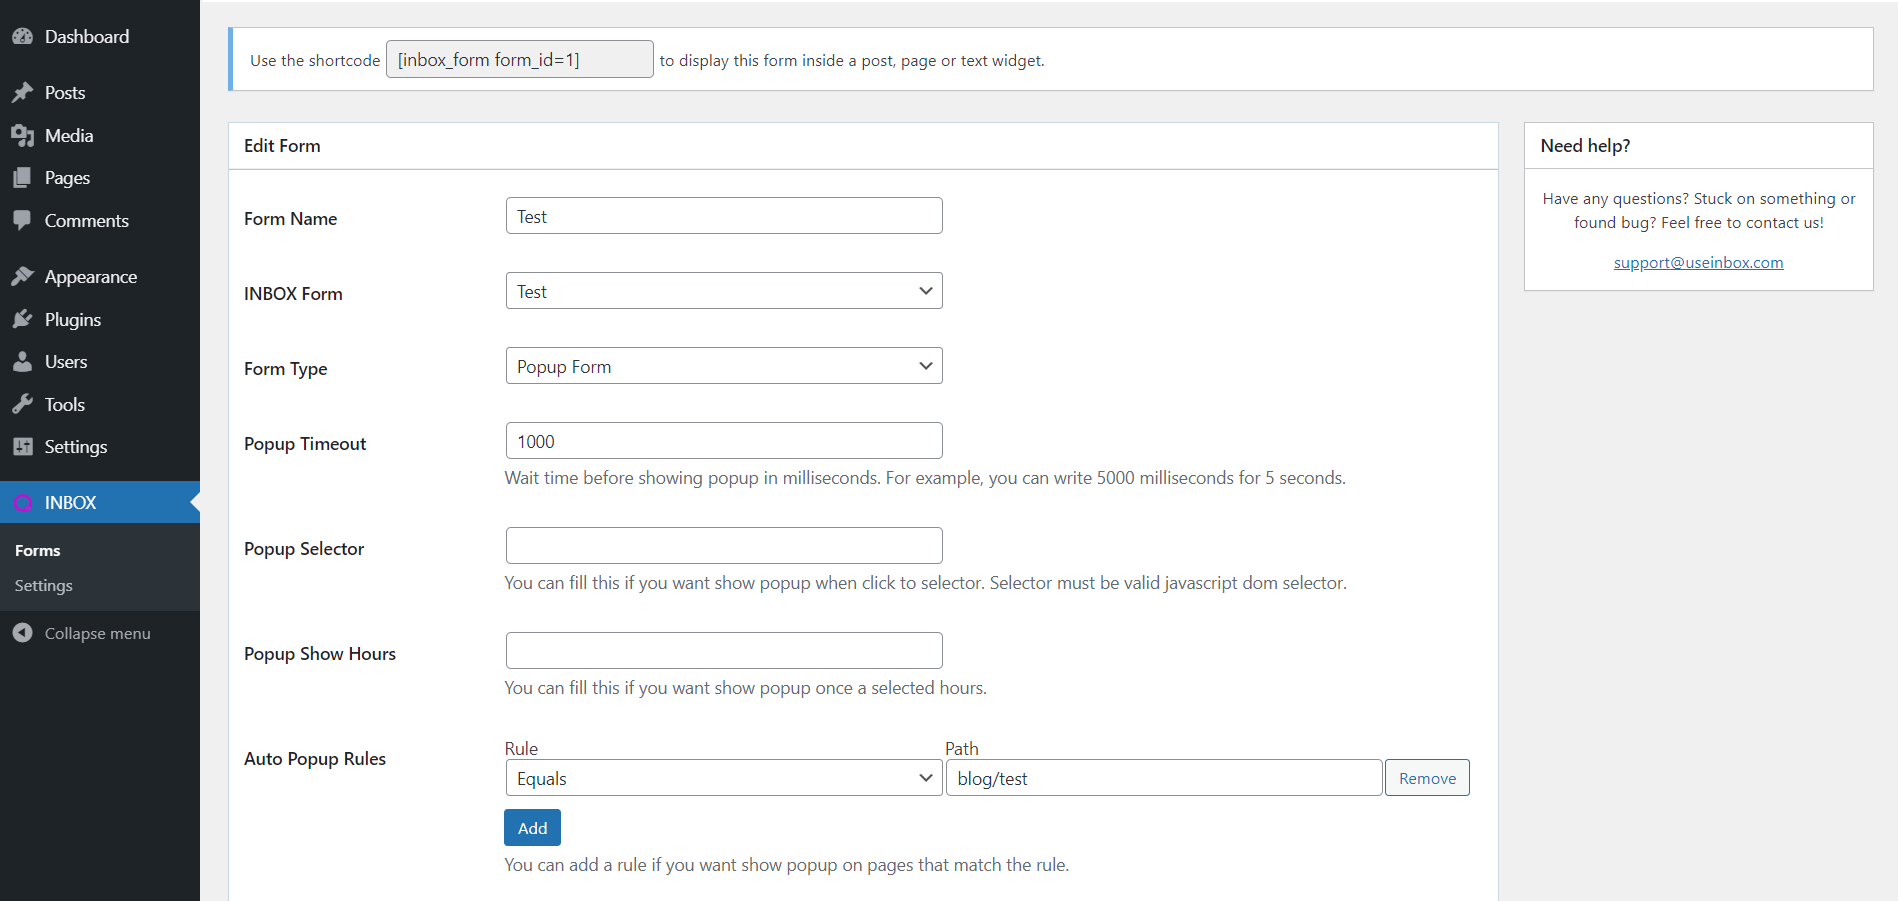 Dashboard
Posts
Media
Pages
Comments
Appearance
Plugins
Users
Tools
Settings
INBOX
Forms
Settings
Collapse menu
Use the shortcode [inbox_form form_id=1] to display this form inside a post, page or text widget.
Edit Form
Form Name Test
INBOX Form Test
Form Type Popup Form
Popup Timeout 1000
Wait time before showing popup in milliseconds. For example, you can write 5000 milliseconds for 5 seconds.
Popup Selector
You can fill this if you want show popup when click to selector. Selector must be valid javascript dom selector.
Popup Show Hours
You can fill this if you want show popup once a selected hours.
Rule Path
Auto Popup Rules Equals blog/test Remove
Add
You can add a rule if you want show popup on pages that match the rule.
Need help?
Have any questions? Stuck on something or
found bug? Feel free to contact us!
support@useinbox.com